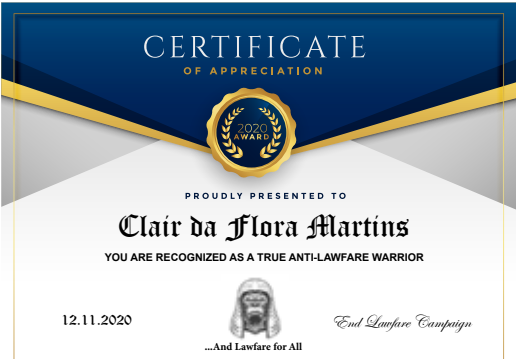 CERTIFICATE
OF APPRECIATION
2020
AWARD
PROUDLY PRESENTED TO
Clair da Flora Martins
YOU ARE RECOGNIZED AS A TRUE ANTI-LAWFARE WARRIOR
12.11.2020
End Lawfare Campaign
...And Lawfare for All